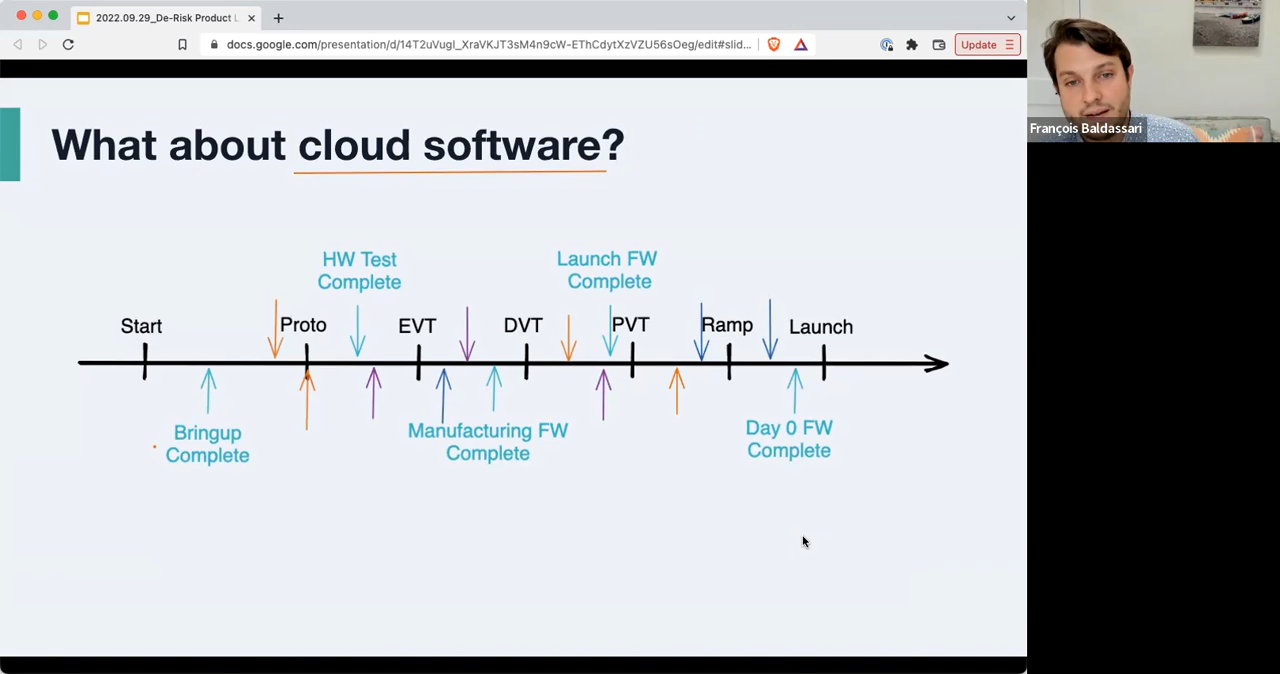 2022.09.29_De-Risk Product L
docs.google.com/presentation/d/14T2uVugl_XraVKJT3sM4n9cW-EThCdytXzVZU56sOeg/edit#slid...
Update
François Baldassari
What about cloud software?
HW Test
Complete
Launch FW
Complete
Start
Proto
EVT
DVT
PVT
Ramp
Launch
Bringup
Complete
Manufacturing FW
Complete
Day 0 FW
Complete